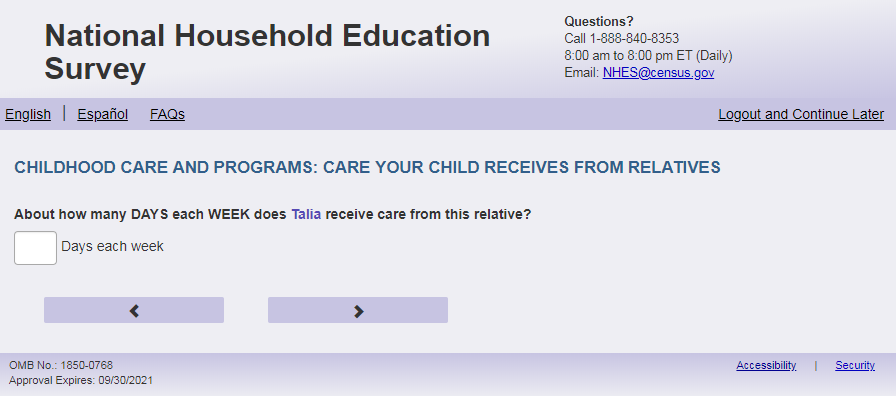 National Household Education
Survey
Questions?
Call 1-888-840-8353
8:00 am to 8:00 pm ET (Daily)
Email: NHES@census.gov
English | Español FAQs
Logout and Continue Later
CHILDHOOD CARE AND PROGRAMS: CARE YOUR CHILD RECEIVES FROM RELATIVES
About how many DAYS each WEEK does Talia receive care from this relative?
Days each week
OMB No.: 1850-0768
Approval Expires: 09/30/2021
Accessibility | Security